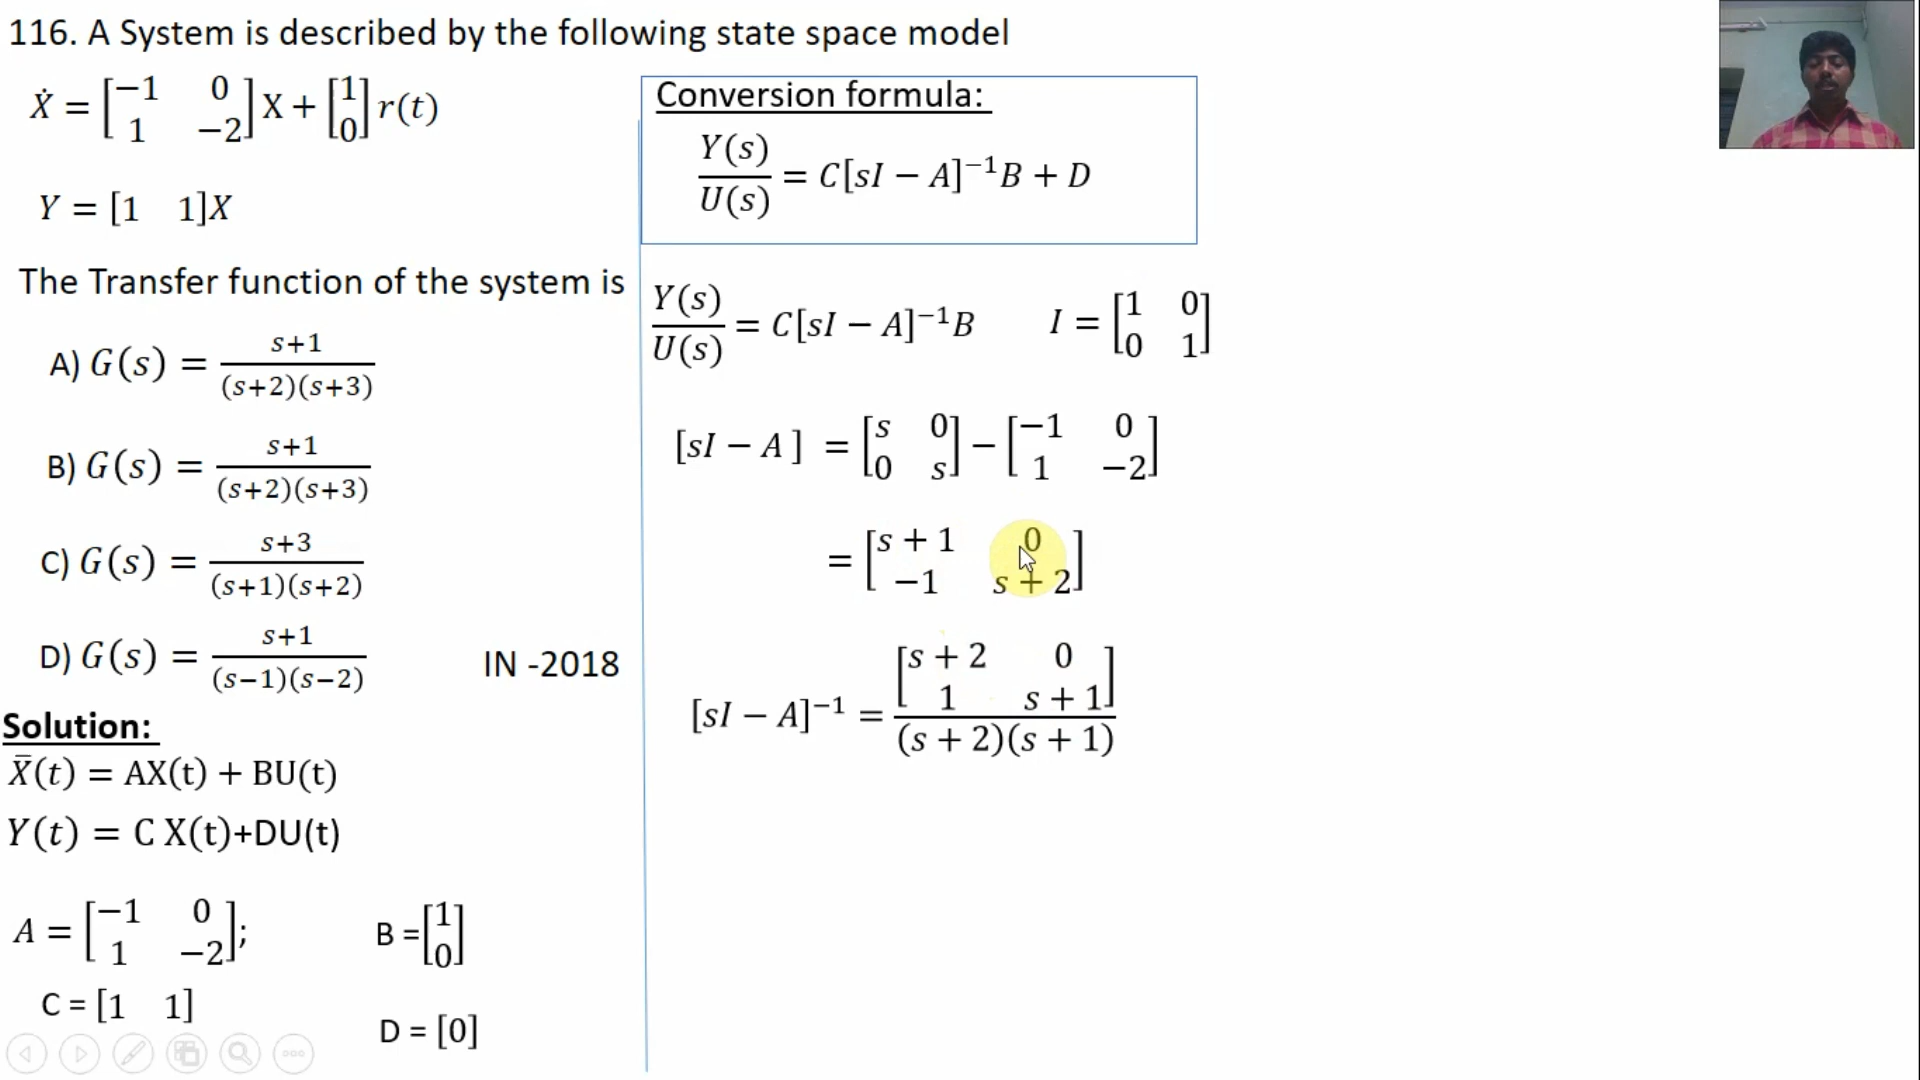 116. A System is described by the following state space model
Ẋ = [−1 0; 1 −2]X + [1; 0] r(t)
Y = [1 1]X
The Transfer function of the system is
A) G(s) = s+1/(s+2)(s+3)
B) G(s) = s+1/(s+2)(s+3)
C) G(s) = s+3/(s+1)(s+2)
D) G(s) = s+1/(s−1)(s−2)
IN -2018
Solution:
X̅(t) = AX(t) + BU(t)
Y(t) = C X(t)+DU(t)
A = [−1 0; 1 −2];
B =[1; 0]
C = [1 1]
D = [0]
Conversion formula:
Y(s)/U(s) = C[sI − A]⁻¹B + D
Y(s)/U(s) = C[sI − A]⁻¹B
I = [1 0; 0 1]
[sI − A ] = [s 0; 0 s] − [−1 0; 1 −2]
= [s + 1 0; −1 s + 2]
[sI − A]⁻¹ = [s + 2 0; 1 s + 1]/(s + 2)(s + 1)